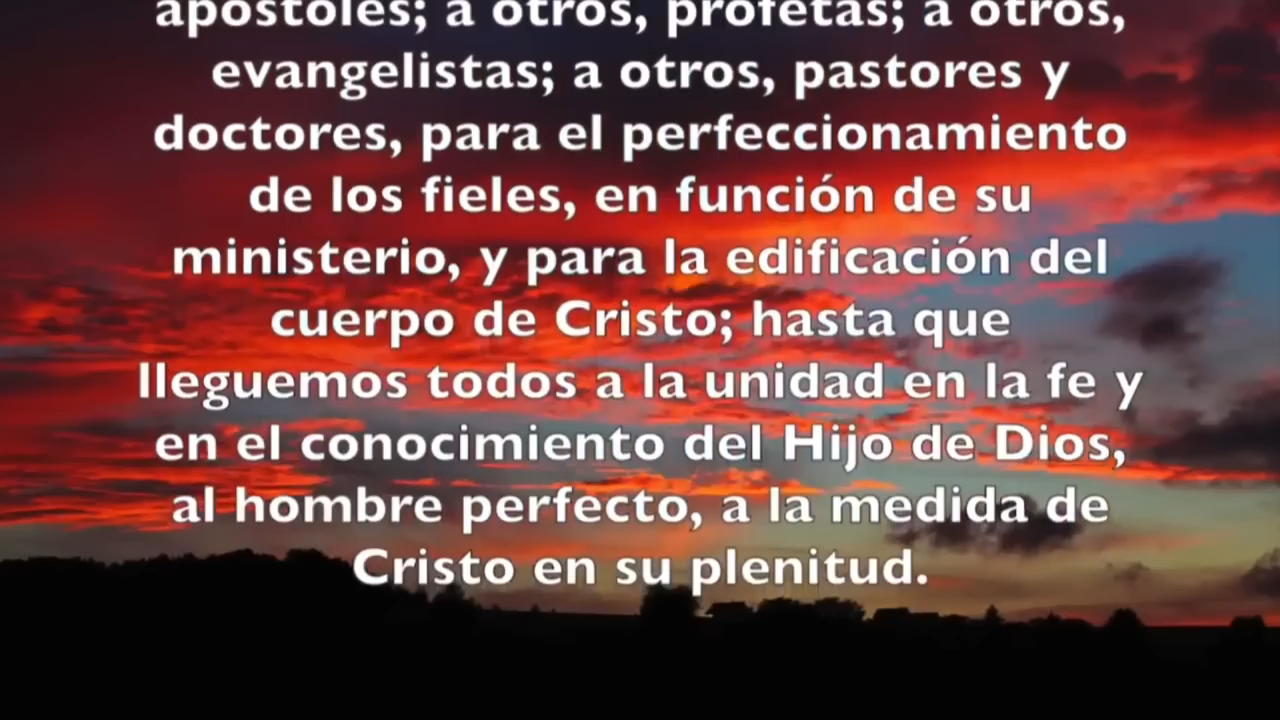 apóstoles; a otros, profetas; a otros,
evangelistas; a otros, pastores y
doctores, para el perfeccionamiento
de los fieles, en función de su
ministerio, y para la edificación del
cuerpo de Cristo; hasta que
lleguemos todos a la unidad en la fe y
en el conocimiento del Hijo de Dios,
al hombre perfecto, a la medida de
Cristo en su plenitud.